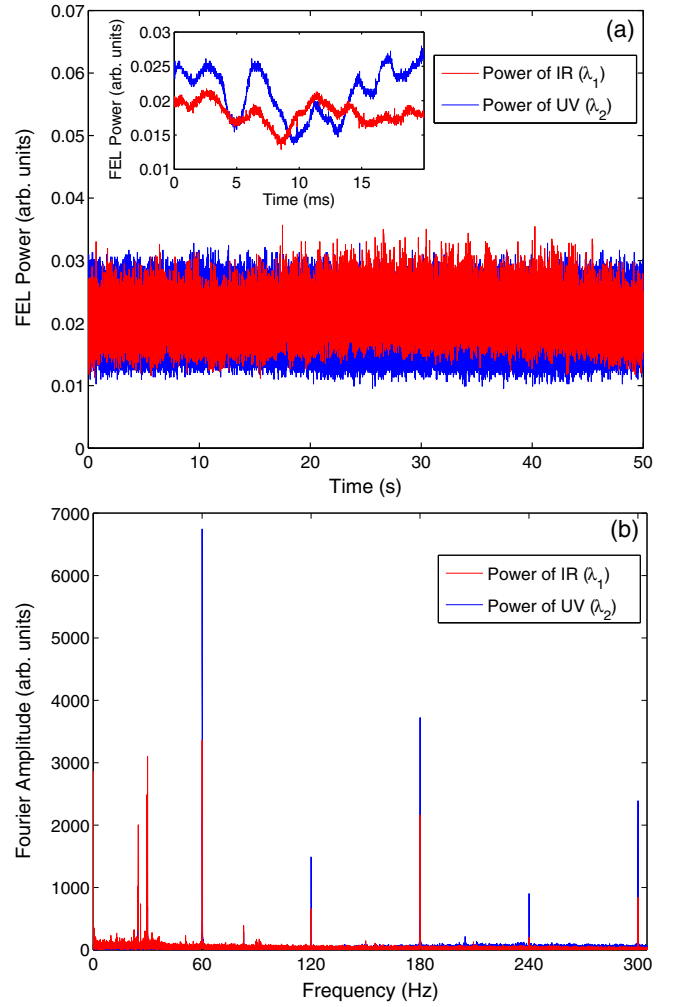 (a)
0.07
0.06
0.05
0.04
0.03
0.02
0.01
0
FEL Power (arb. units)
0.03
0.025
0.02
0.015
0.01
FEL Power (arb. units)
0 5 10 15
Time (ms)
Power of IR (λ1)
Power of UV (λ2)
0 10 20 30 40 50
Time (s)
(b)
7000
6000
5000
4000
3000
2000
1000
0
Fourier Amplitude (arb. units)
Power of IR (λ1)
Power of UV (λ2)
0 60 120 180 240 300
Frequency (Hz)